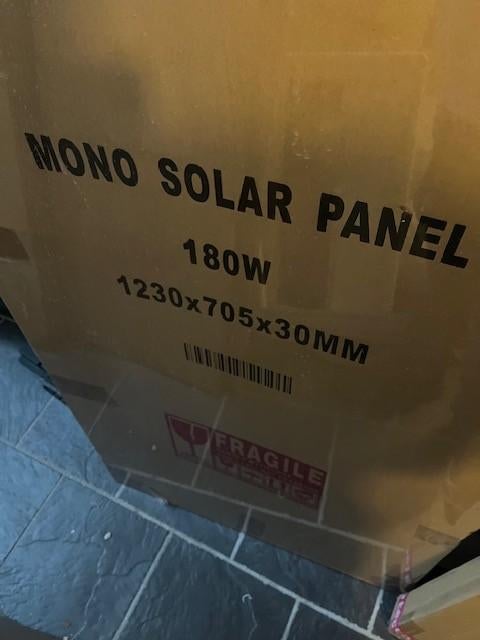 MONO SOLAR PANEL
180W
1230x705x30MM
FRAGILE